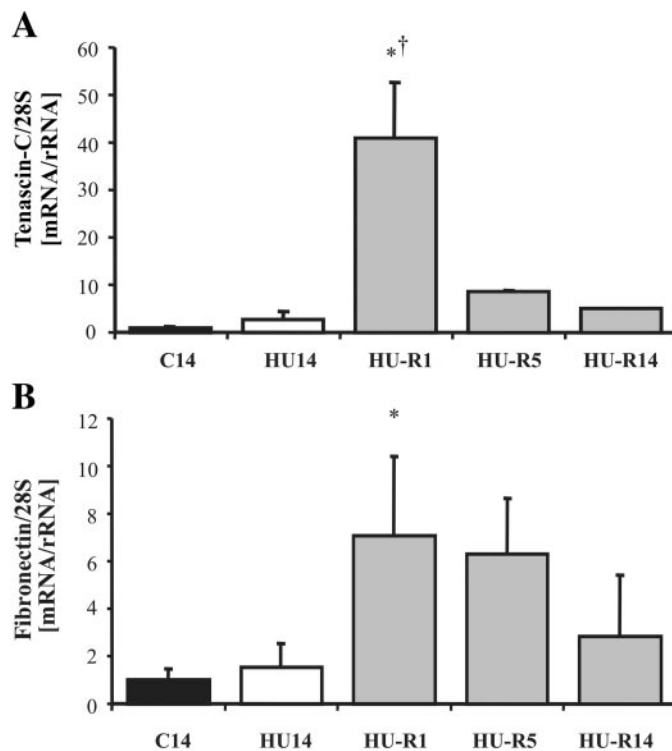 A
Tenascin-C/28S
[mRNA/rRNA]
60
50
40
30
20
10
0
*†
C14 HU14 HU-R1 HU-R5 HU-R14
B
Fibronectin/28S
[mRNA/rRNA]
12
10
8
6
4
2
0
*
C14 HU14 HU-R1 HU-R5 HU-R14